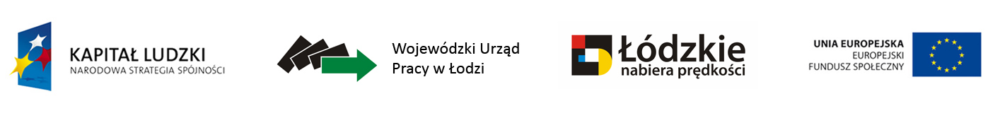 KAPITAŁ LUDZKI
NARODOWA STRATEGIA SPÓJNOŚCI
Wojewódzki Urząd
Pracy w Łodzi
Łódzkie
nabiera prędkości
UNIA EUROPEJSKA
EUROPEJSKI
FUNDUSZ SPOŁECZNY